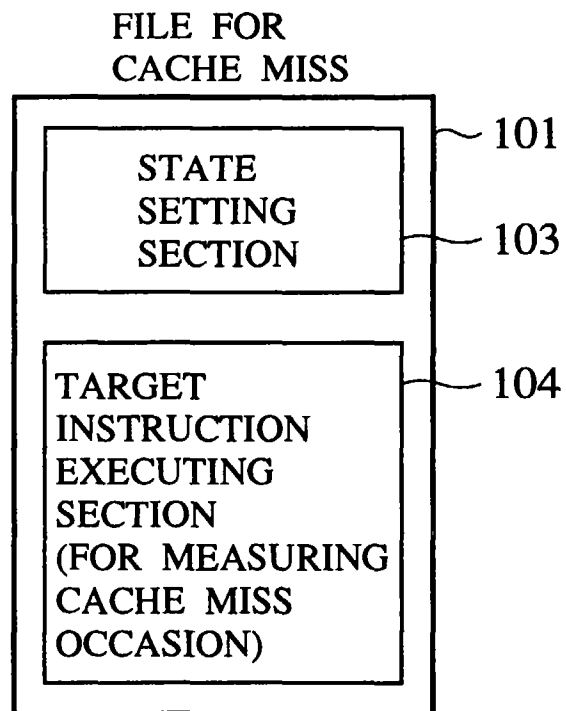 FILE FOR
CACHE MISS
101
STATE
SETTING
SECTION
103
TARGET
INSTRUCTION
EXECUTING
SECTION
(FOR MEASURING
CACHE MISS
OCCASION)
104